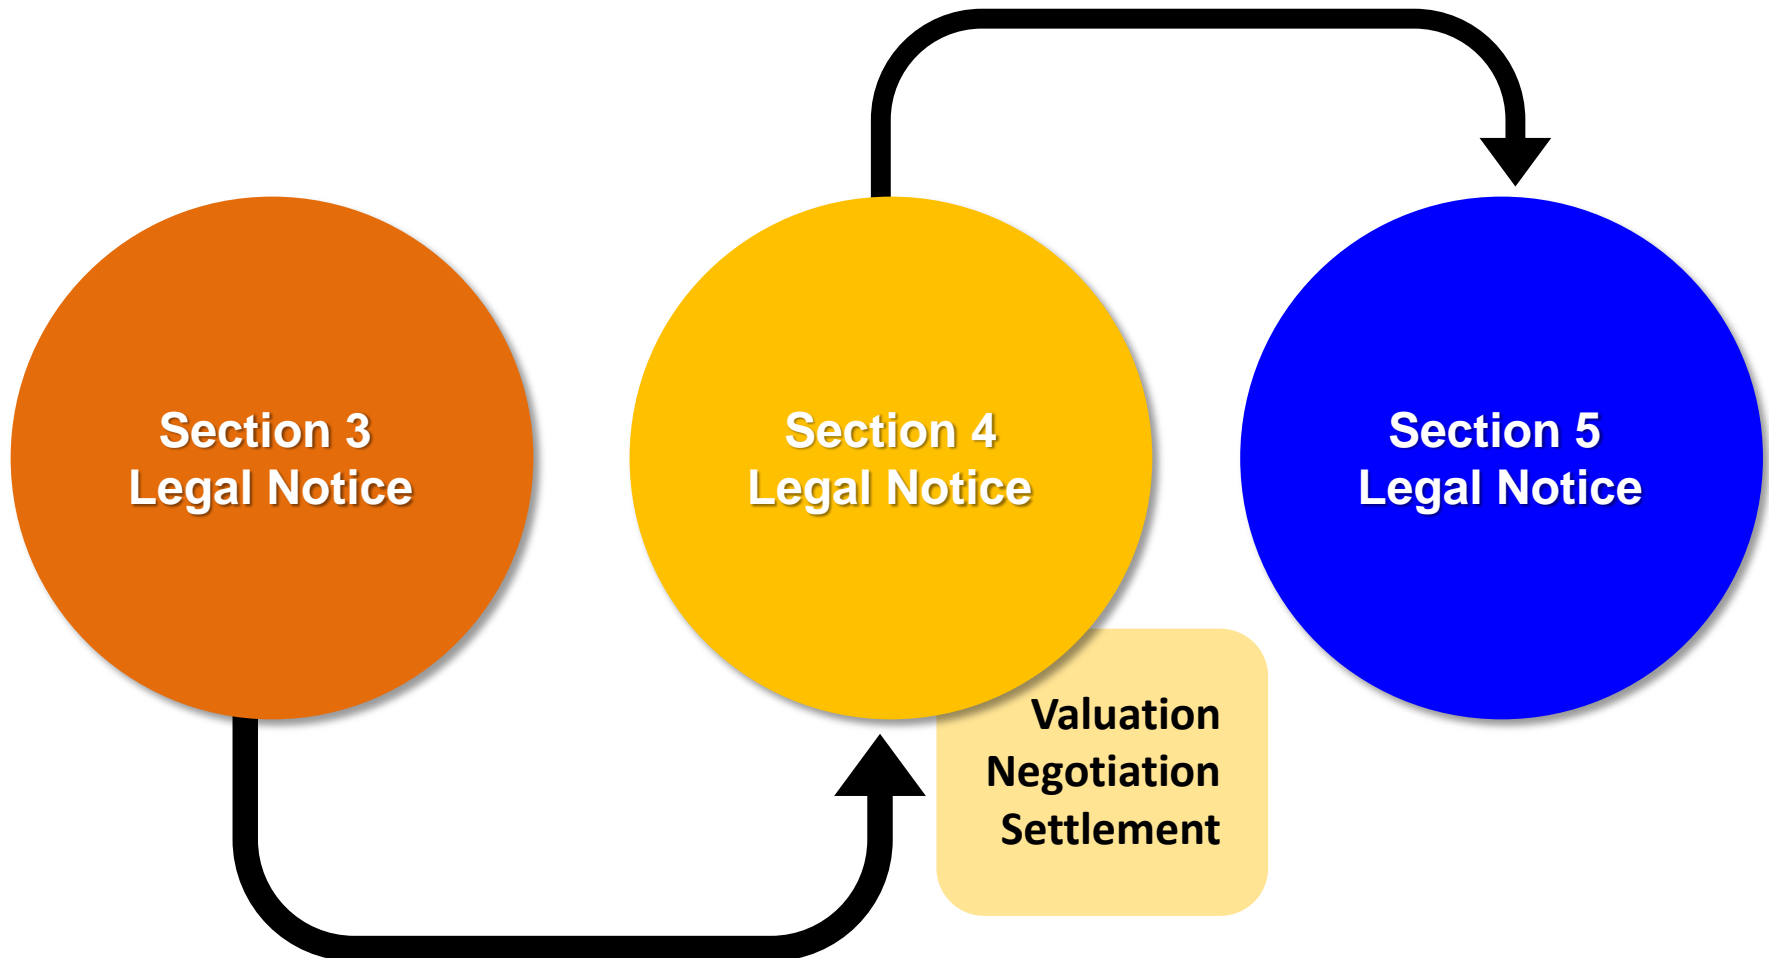 Section 3
Legal Notice
Section 4
Legal Notice
Section 5
Legal Notice
Valuation
Negotiation
Settlement